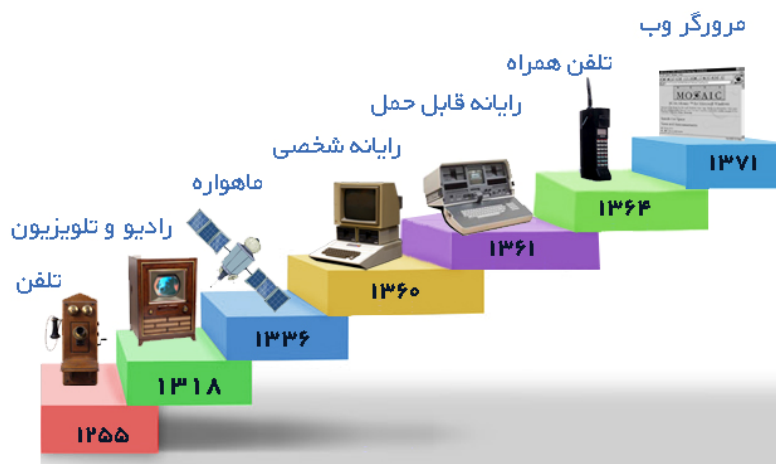 مرورگر وب
تلفن همراه
رایانه قابل حمل
رایانه شخصی
ماهواره
رادیو و تلویزیون
تلفن
MOSAIC
۱۳۷۱
۱۳۶۴
۱۳۶۱
۱۳۶۰
۱۳۳۶
۱۳۱۸
۱۲۵۵